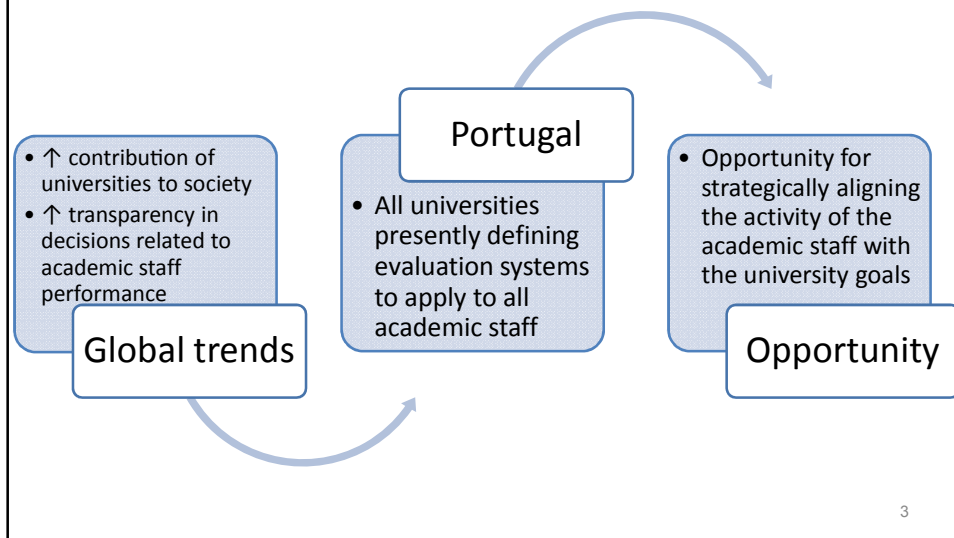 • ↑ contribution of
universities to society
• ↑ transparency in
decisions related to
academic staff
performance
Global trends
Portugal
• All universities
presently defining
evaluation systems
to apply to all
academic staff
• Opportunity for
strategically aligning
the activity of the
academic staff with
the university goals
Opportunity
3